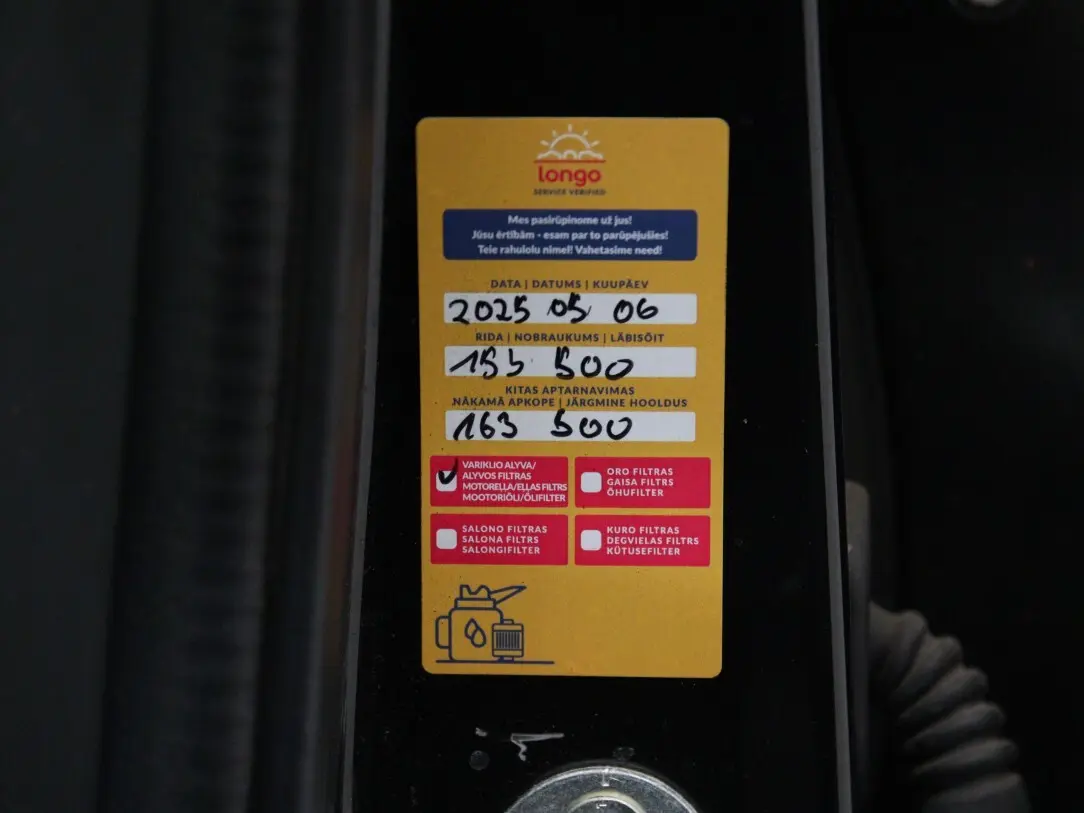 longo
SERVICE VERIFIED
Mes pasirūpinome už jus!
Jūsu ērtībām - esam par to parūpējušies!
Teie rahulolu nimel! Vahetasime need!
DATA | DATUMS | KUUPÄEV
2025 05 06
RIDA | NOBRAUKUMS | LÄBISÕIT
153 500
KITAS APTARNAVIMAS
NĀKAMĀ APKOPE | JÄRGMINE HOOLDUS
163 500
VARIKLIO ALYVA/
ALYVOS FILTRAS
MOTOREĻĻA/EĻĻAS FILTRS
MOOTORIÕLI/ÕLIFILTER
ORO FILTRAS
GAISA FILTRS
ÕHUFILTER
SALONO FILTRAS
SALONA FILTRS
SALONGIFILTER
KURO FILTRAS
DEGVIELAS FILTRS
KÜTUSEFILTER